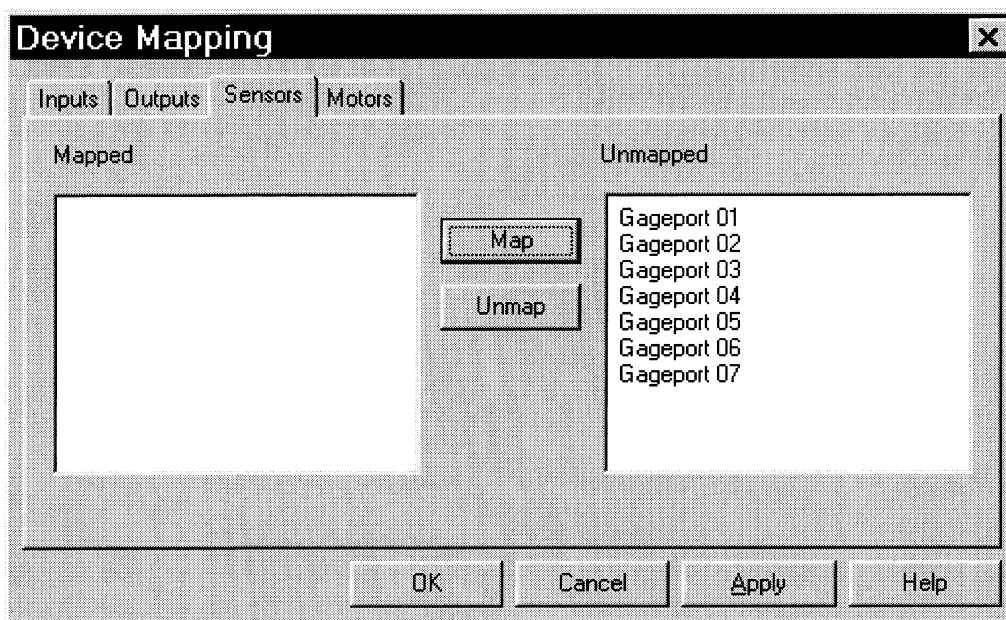 Device Mapping
Inputs Outputs Sensors Motors
Mapped
Unmapped
Map
Unmap
Gageport 01
Gageport 02
Gageport 03
Gageport 04
Gageport 05
Gageport 06
Gageport 07
OK Cancel Apply Help